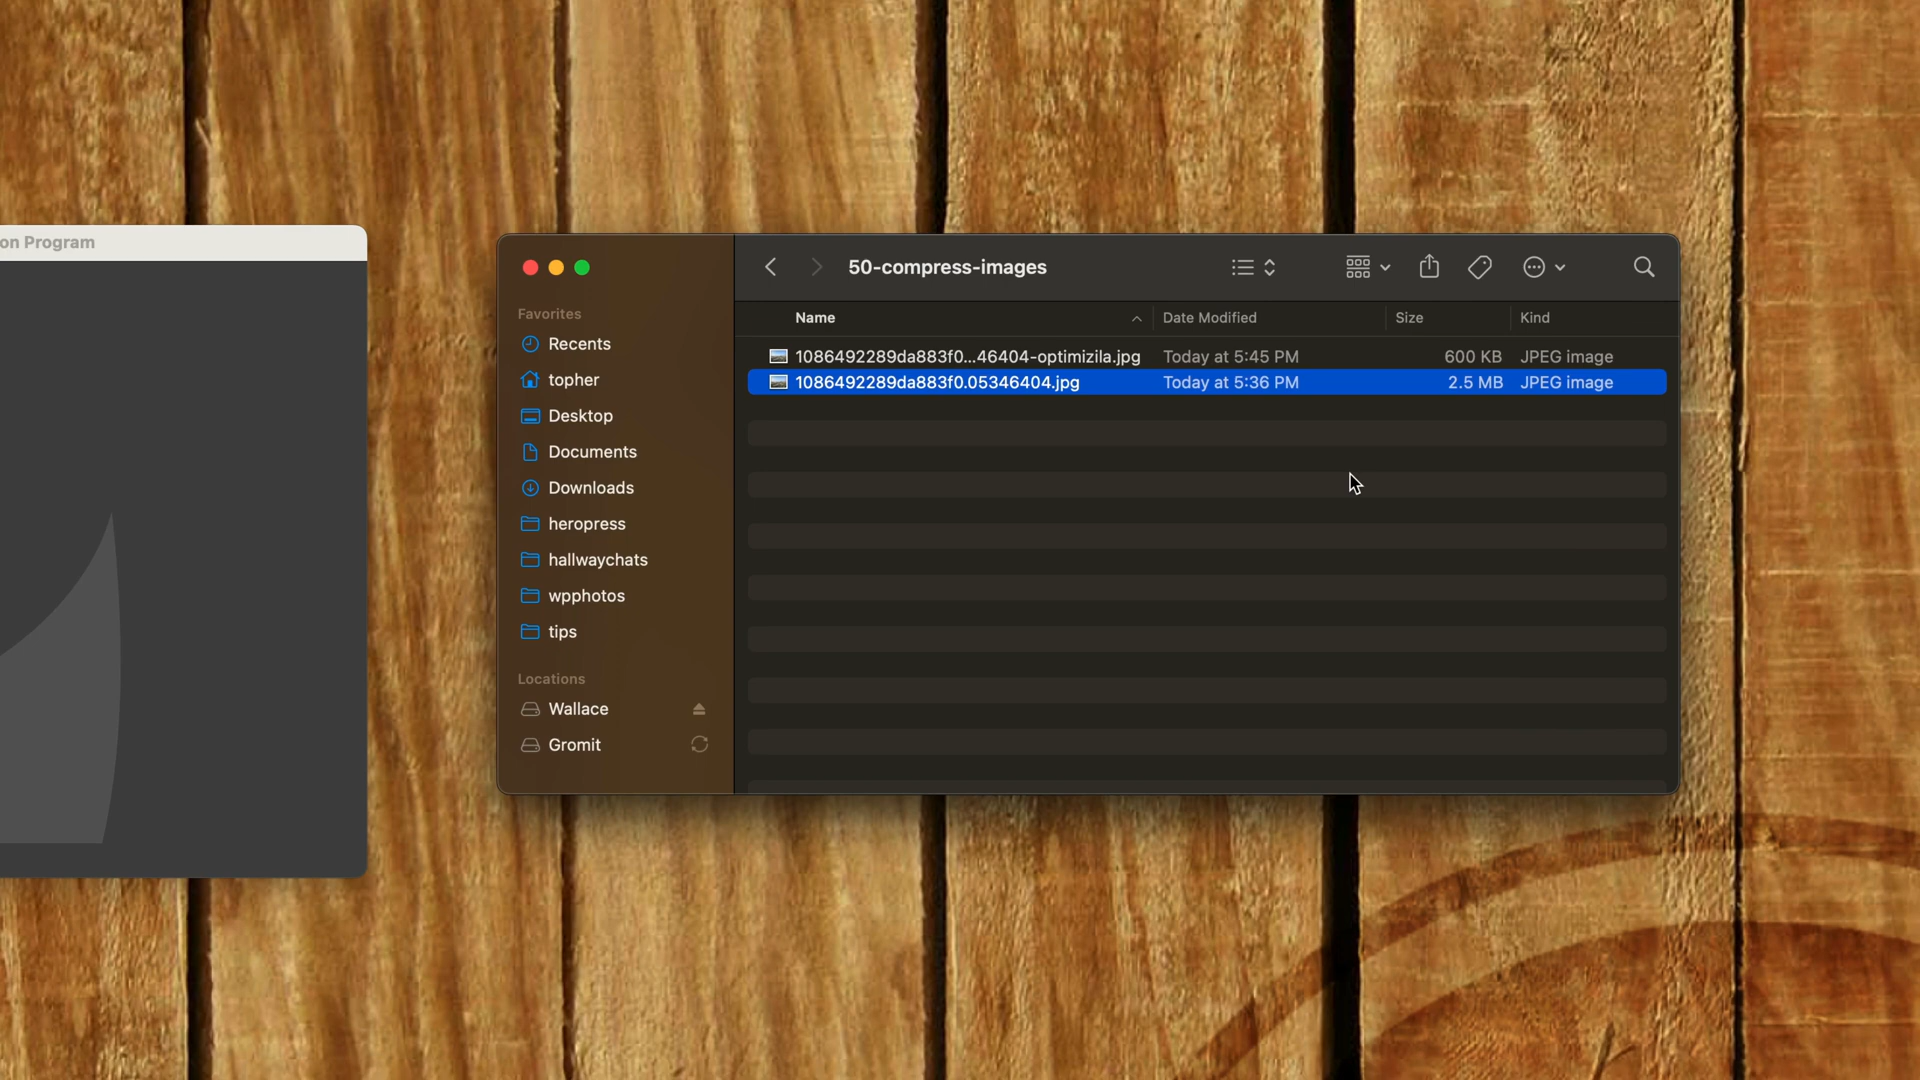 on Program
50-compress-images
Name Date Modified Size Kind
1086492289da883f0...46404-optimizila.jpg Today at 5:45 PM 600 KB JPEG image
1086492289da883f0.05346404.jpg Today at 5:36 PM 2.5 MB JPEG image
Favorites
Recents
topher
Desktop
Documents
Downloads
heropress
hallwaychats
wpphotos
tips
Locations
Wallace
Gromit